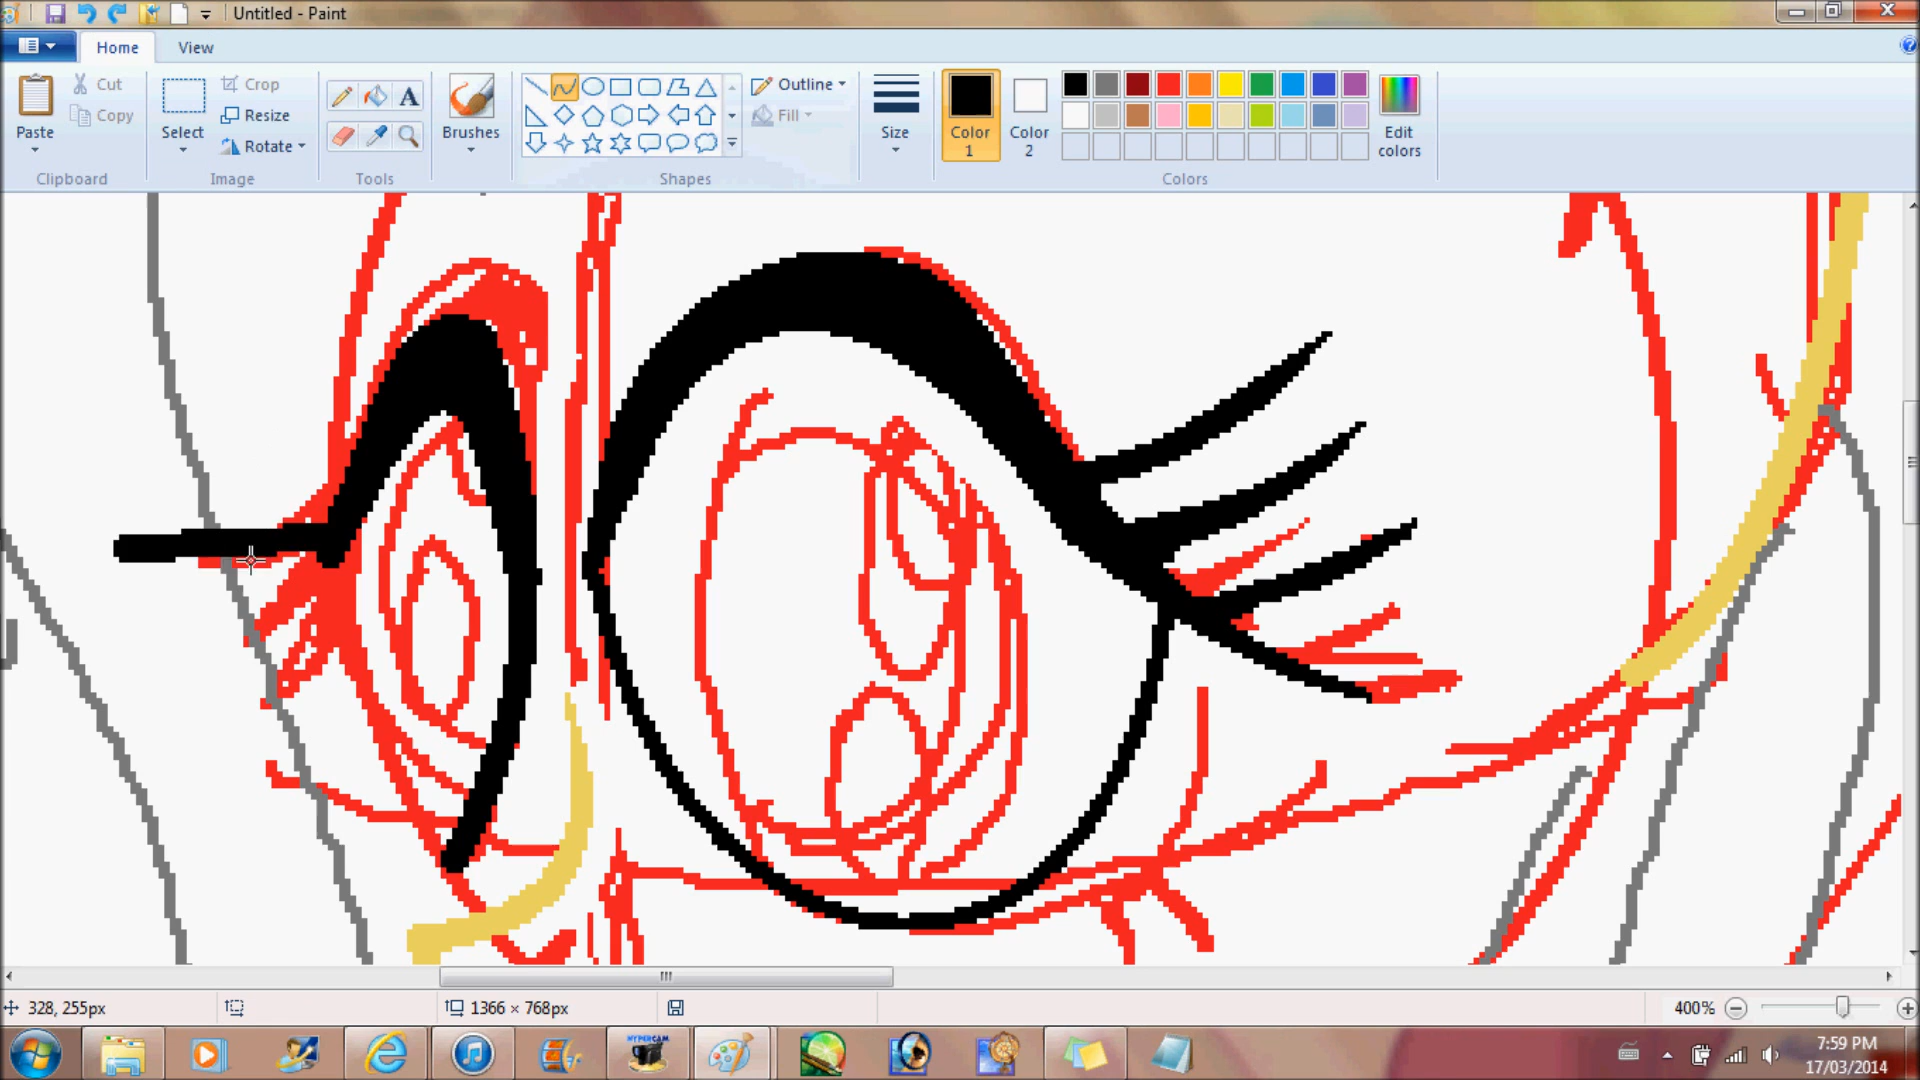 Untitled - Paint
Home View
Paste
Cut
Copy
Clipboard
Select
Crop
Resize
Rotate
Image
A
Tools
Brushes
Outline
Fill
Shapes
Size
Color 1
Color 2
Edit colors
Colors
328, 255px
1366 × 768px
400%
HYPERCAM
7:59 PM
17/03/2014